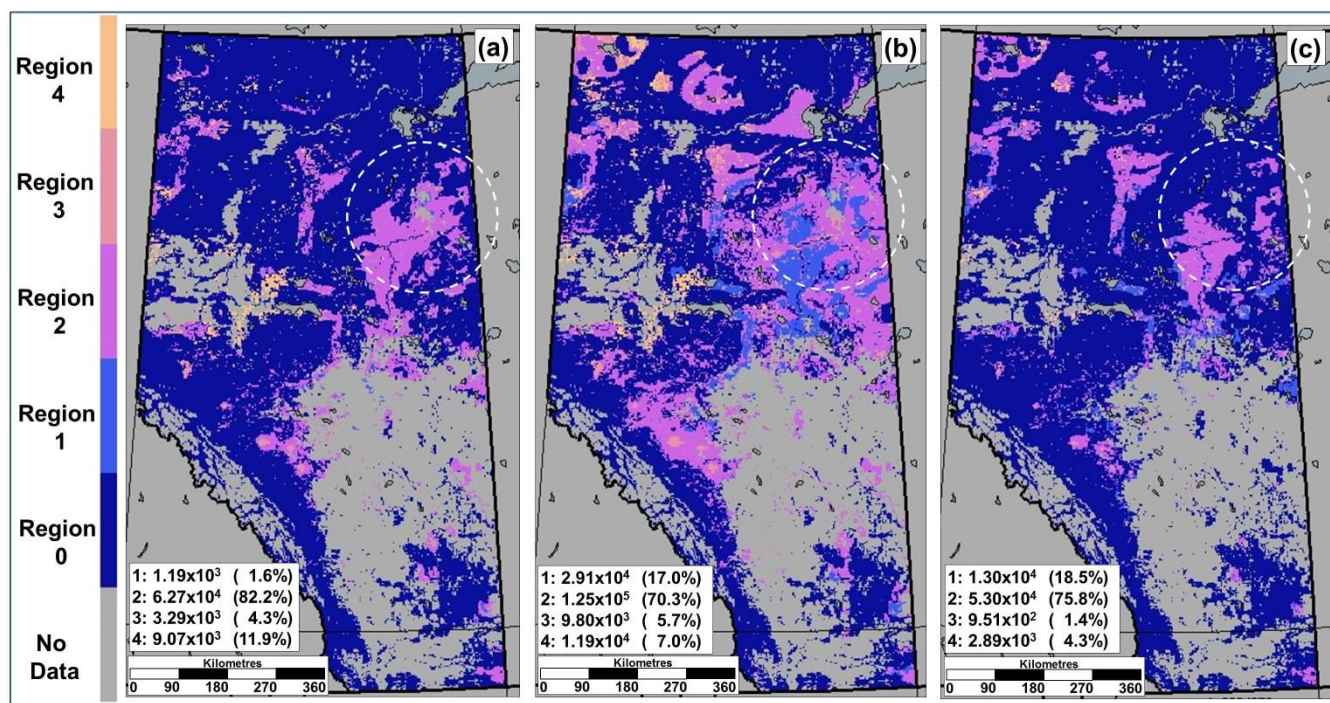 Region
4
Region
3
Region
2
Region
1
Region
0
No
Data
(a)
1: 1.19x10³ ( 1.6%)
2: 6.27x10⁴ (82.2%)
3: 3.29x10³ ( 4.3%)
4: 9.07x10³ (11.9%)
Kilometres
0 90 180 270 360
(b)
1: 2.91x10⁴ (17.0%)
2: 1.25x10⁵ (70.3%)
3: 9.80x10³ ( 5.7%)
4: 1.19x10⁴ ( 7.0%)
Kilometres
0 90 180 270 360
(c)
1: 1.30x10⁴ (18.5%)
2: 5.30x10⁴ (75.8%)
3: 9.51x10² ( 1.4%)
4: 2.89x10³ ( 4.3%)
Kilometres
0 90 180 270 360